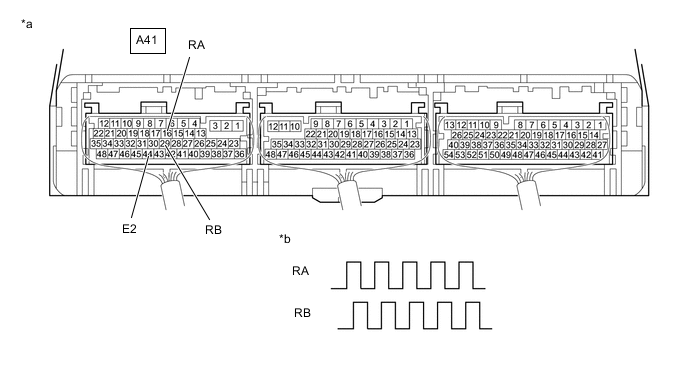 *a
A41
RA
12 11 10 9 8 7 6 5 4 3 2 1
22 21 20 19 18 17 16 15 14 13
35 34 33 32 31 30 29 28 27 26 25 24 23
48 47 46 45 44 43 42 41 40 39 38 37 36
12 11 10 9 8 7 6 5 4 3 2 1
22 21 20 19 18 17 16 15 14 13
35 34 33 32 31 30 29 28 27 26 25 24 23
48 47 46 45 44 43 42 41 40 39 38 37 36
13 12 11 10 9 8 7 6 5 4 3 2 1
26 25 24 23 22 21 20 19 18 17 16 15 14
40 39 38 37 36 35 34 33 32 31 30 29 28 27
54 53 52 51 50 49 48 47 46 45 44 43 42 41
E2
RB
*b
RA
RB